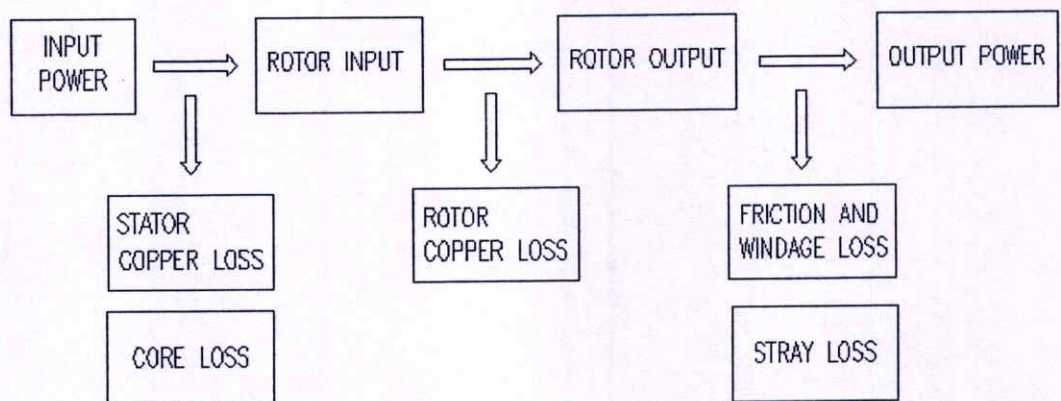 INPUT
POWER
ROTOR INPUT
ROTOR OUTPUT
OUTPUT POWER
STATOR
COPPER LOSS
ROTOR
COPPER LOSS
FRICTION AND
WINDAGE LOSS
CORE LOSS
STRAY LOSS